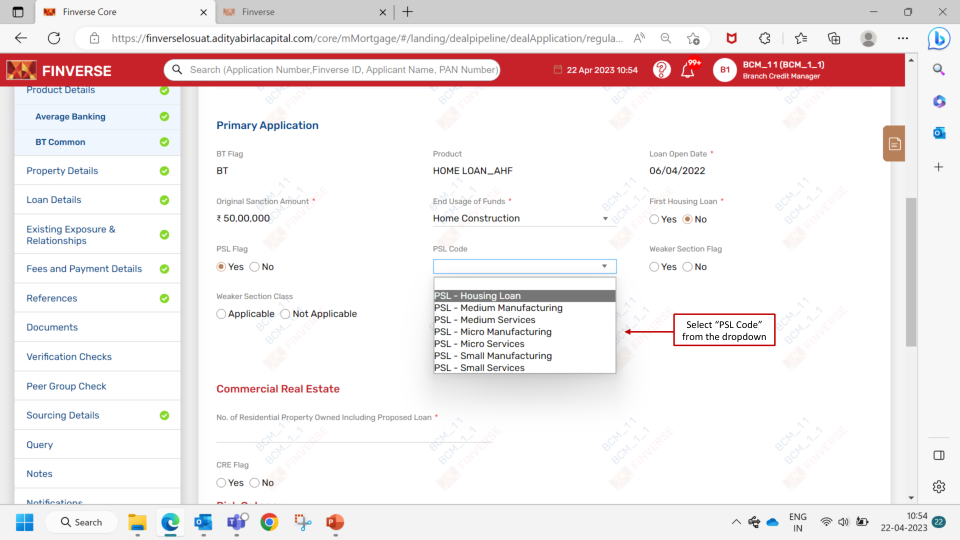 Finverse Core
Finverse
https://finverselosuat.adityabirlacapital.com/core/mMortgage/#/landing/dealpipeline/dealApplication/regula...
FINVERSE
Search (Application Number,Finverse ID, Applicant Name, PAN Number)
22 Apr 2023 10:54
99+
B1
BCM_11 (BCM_1_1)
Branch Credit Manager
Product Details
Average Banking
BT Common
Property Details
Loan Details
Existing Exposure &
Relationships
Fees and Payment Details
References
Documents
Verification Checks
Peer Group Check
Sourcing Details
Query
Notes
Notifications
Primary Application
BT Flag
Product
Loan Open Date *
BT
HOME LOAN_AHF
06/04/2022
Original Sanction Amount *
End Usage of Funds *
First Housing Loan *
₹ 50,00,000
Home Construction
Yes No
PSL Flag
PSL Code
Weaker Section Flag
Yes No
Yes No
Weaker Section Class
Applicable Not Applicable
PSL - Housing Loan
PSL - Medium Manufacturing
PSL - Medium Services
PSL - Micro Manufacturing
PSL - Micro Services
PSL - Small Manufacturing
PSL - Small Services
Select “PSL Code”
from the dropdown
Commercial Real Estate
No. of Residential Property Owned Including Proposed Loan *
CRE Flag
Yes No
BCM_11
BCM_1_1
FINVERSE
Search
ENG
IN
10:54
22-04-2023
22